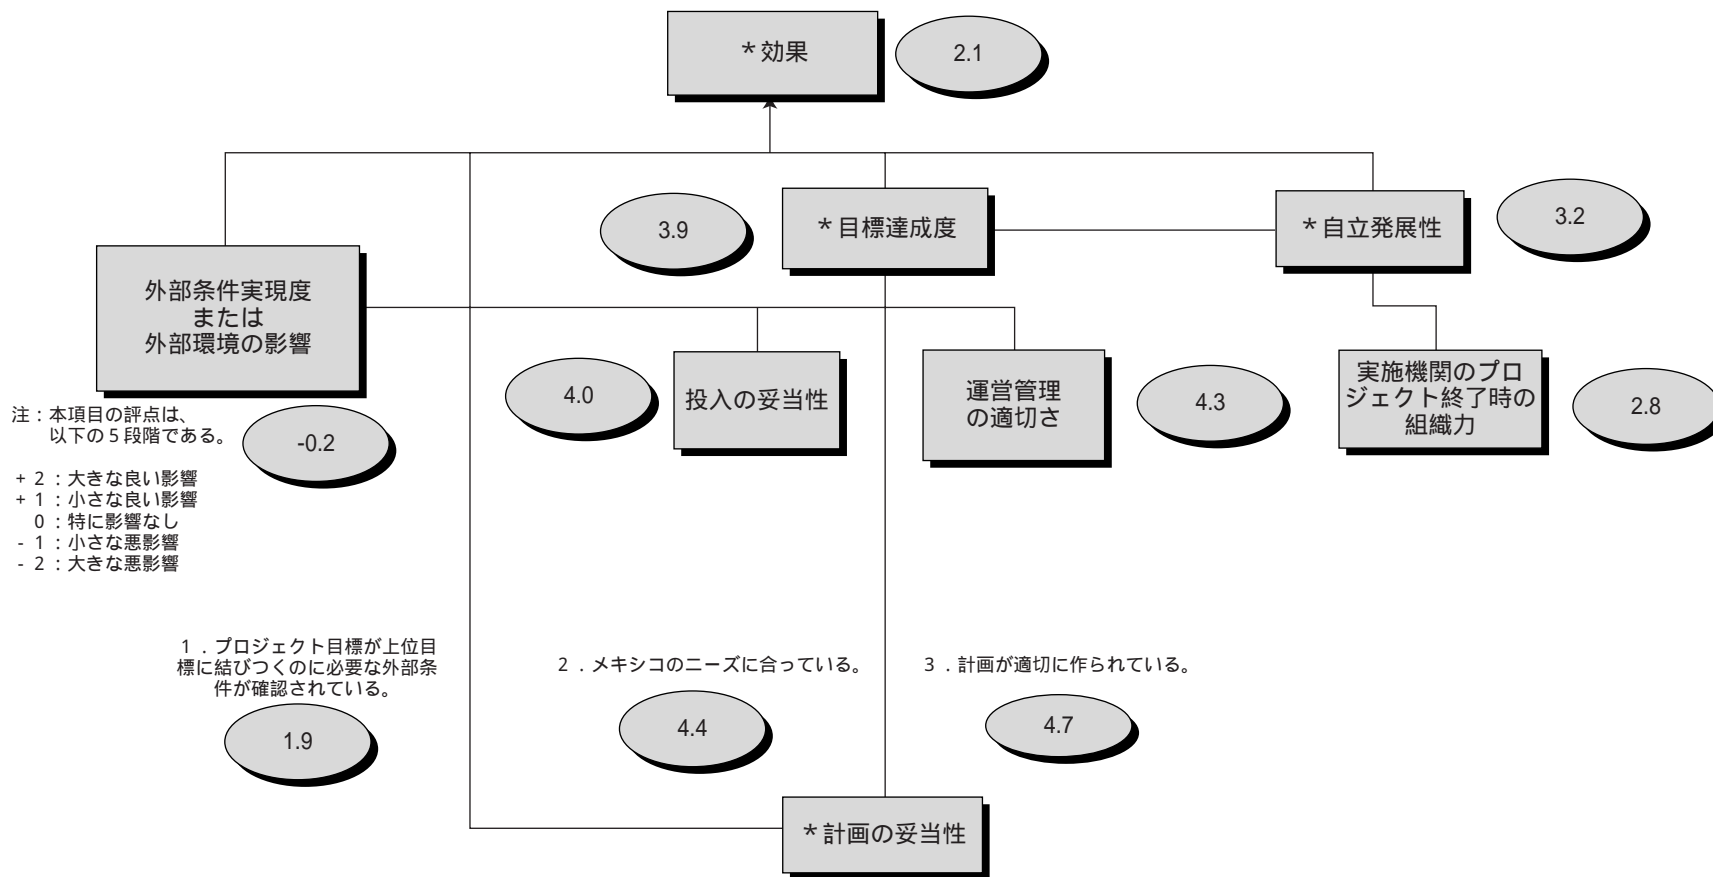 ＊効果
2.1
3.9
＊目標達成度
＊自立発展性
3.2
外部条件実現度
または
外部環境の影響
4.0
投入の妥当性
運営管理
の適切さ
4.3
実施機関のプロ
ジェクト終了時の
組織力
2.8
注：本項目の評点は、
以下の５段階である。
-0.2
+ 2：大きな良い影響
+ 1：小さな良い影響
0：特に影響なし
- 1：小さな悪影響
- 2：大きな悪影響
1．プロジェクト目標が上位目
標に結びつくのに必要な外部条
件が確認されている。
1.9
2．メキシコのニーズに合っている。
4.4
3．計画が適切に作られている。
4.7
＊計画の妥当性